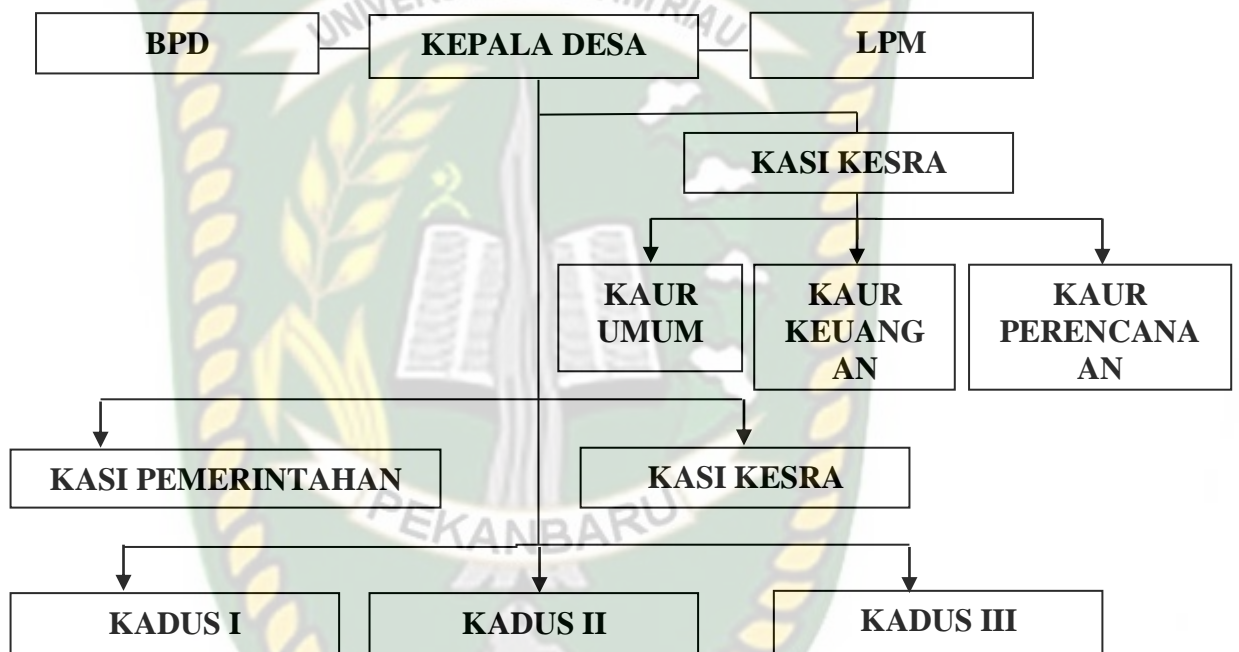 BPD
KEPALA DESA
LPM
KASI KESRA
KAUR
UMUM
KAUR
KEUANG
AN
KAUR
PERENCANA
AN
KASI PEMERINTAHAN
KASI KESRA
PEKANBARU
KADUS I
KADUS II
KADUS III